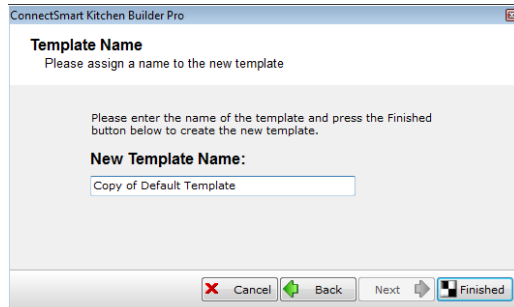 ConnectSmart Kitchen Builder Pro
Template Name
Please assign a name to the new template
Please enter the name of the template and press the Finished
button below to create the new template.
New Template Name:
Copy of Default Template
Cancel
Back
Next
Finished